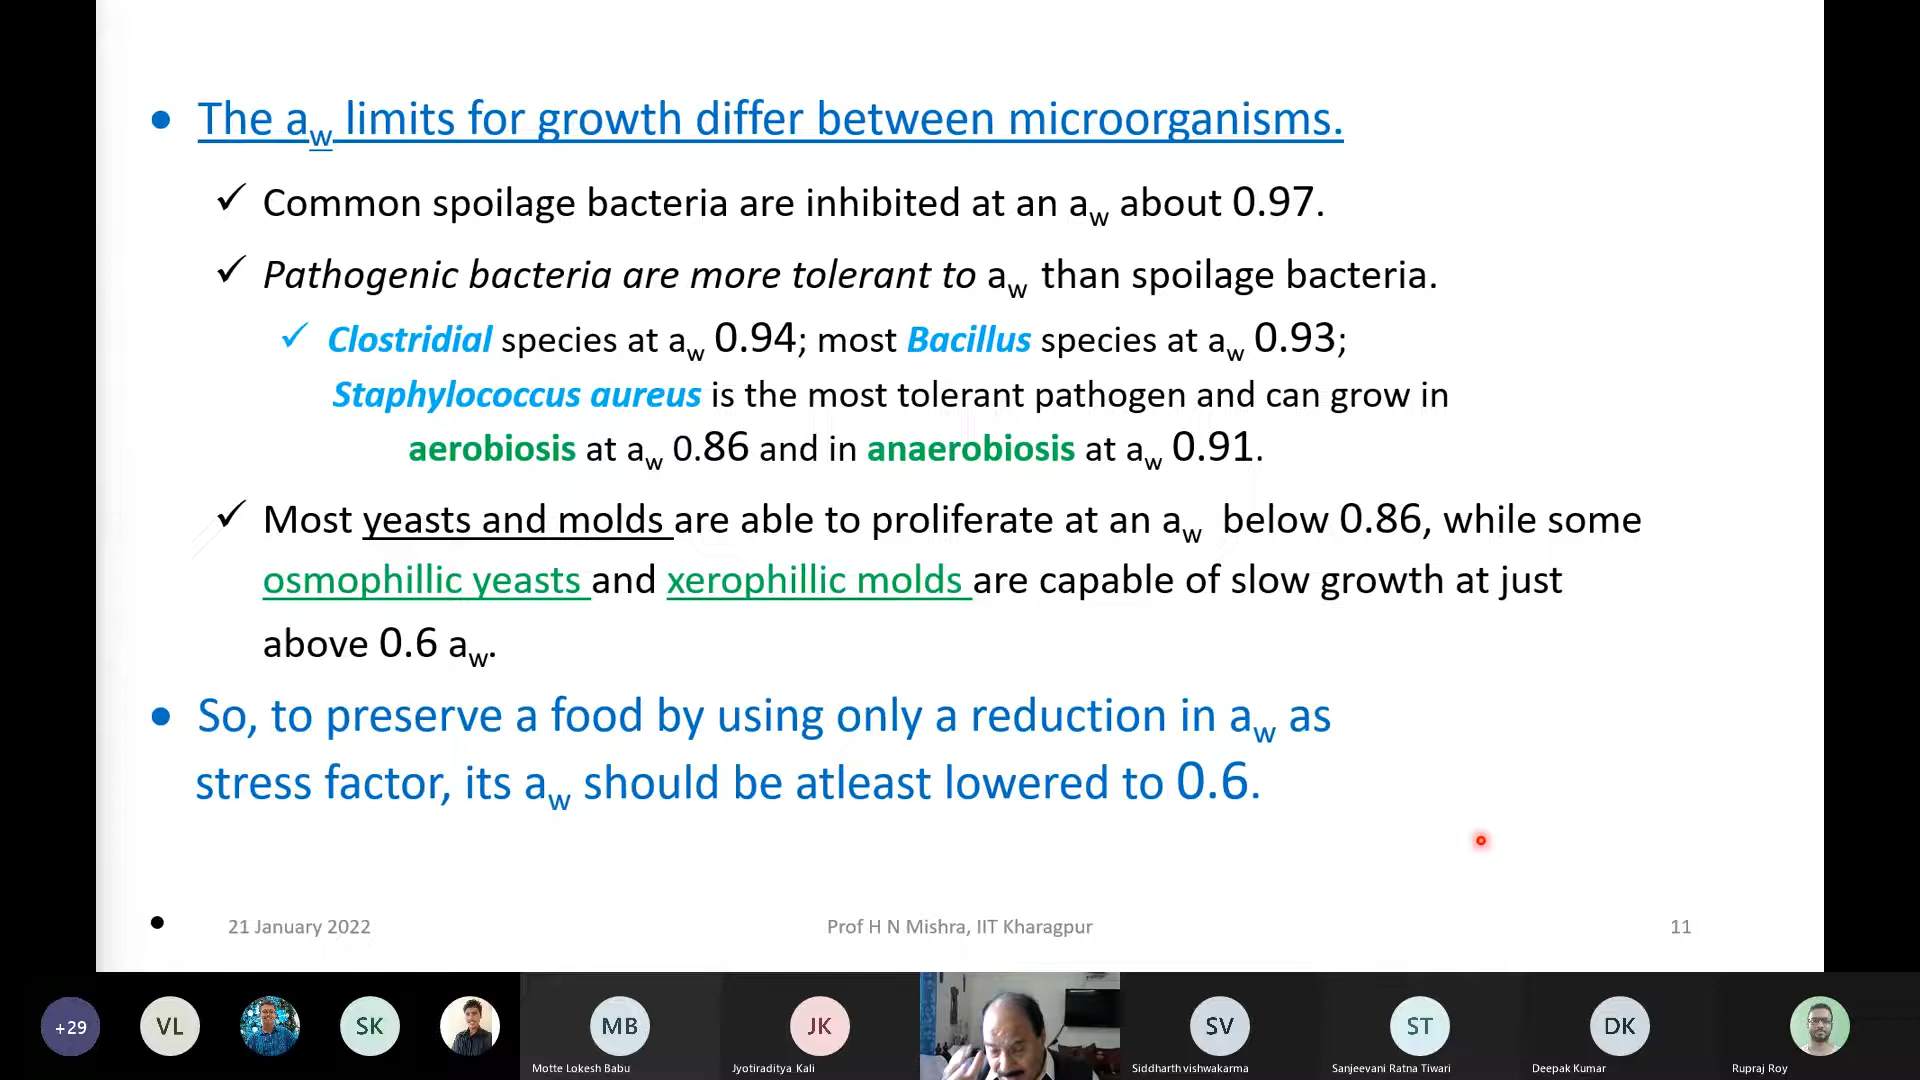 • The aw limits for growth differ between microorganisms.
✓ Common spoilage bacteria are inhibited at an aw about 0.97.
✓ Pathogenic bacteria are more tolerant to aw than spoilage bacteria.
✓ Clostridial species at aw 0.94; most Bacillus species at aw 0.93;
Staphylococcus aureus is the most tolerant pathogen and can grow in
aerobiosis at aw 0.86 and in anaerobiosis at aw 0.91.
✓ Most yeasts and molds are able to proliferate at an aw below 0.86, while some
osmophillic yeasts and xerophillic molds are capable of slow growth at just
above 0.6 aw.
• So, to preserve a food by using only a reduction in aw as
stress factor, its aw should be atleast lowered to 0.6.
• 21 January 2022 Prof H N Mishra, IIT Kharagpur 11
+29 VL SK MB JK SV ST DK
Motte Lokesh Babu Jyotiraditya Kali Siddharth vishwakarma Sanjeevani Ratna Tiwari Deepak Kumar Rupraj Roy